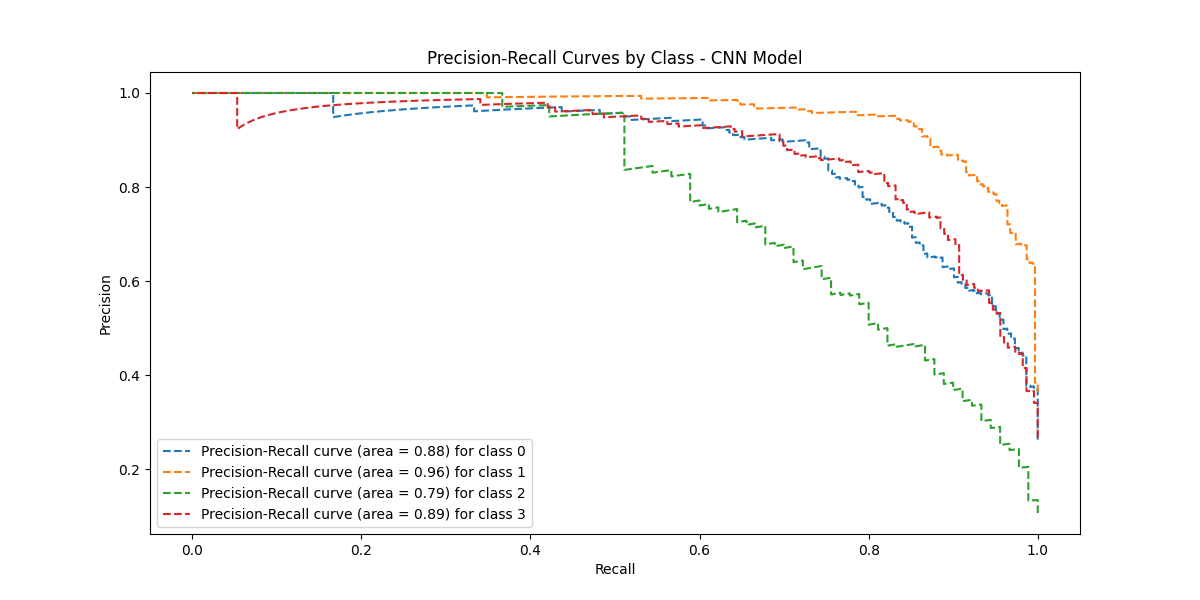 Precision-Recall Curves by Class - CNN Model
1.0
0.8
0.6
0.4
0.2
Precision
Precision-Recall curve (area = 0.88) for class 0
Precision-Recall curve (area = 0.96) for class 1
Precision-Recall curve (area = 0.79) for class 2
Precision-Recall curve (area = 0.89) for class 3
0.0 0.2 0.4 0.6 0.8 1.0
Recall